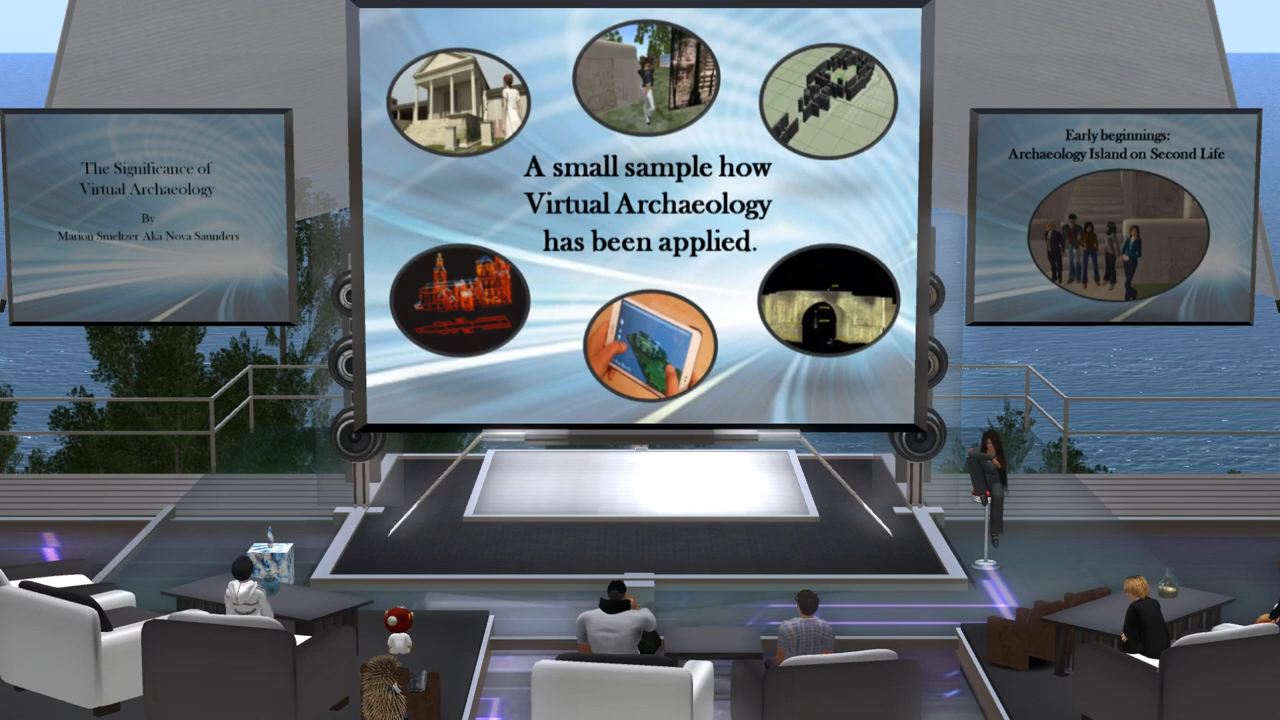 The Significance of
Virtual Archaeology
By
Marion Smeltzer Aka Nova Saunders
A small sample how
Virtual Archaeology
has been applied.
Early beginnings:
Archaeology Island on Second Life